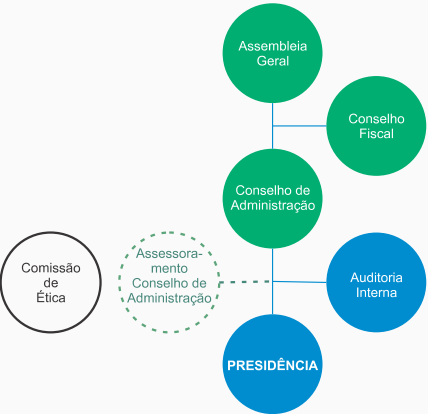 Assembleia
Geral
Conselho
Fiscal
Conselho de
Administração
Comissão
de
Ética
Assessora-
mento
Conselho de
Administração
Auditoria
Interna
PRESIDÊNCIA